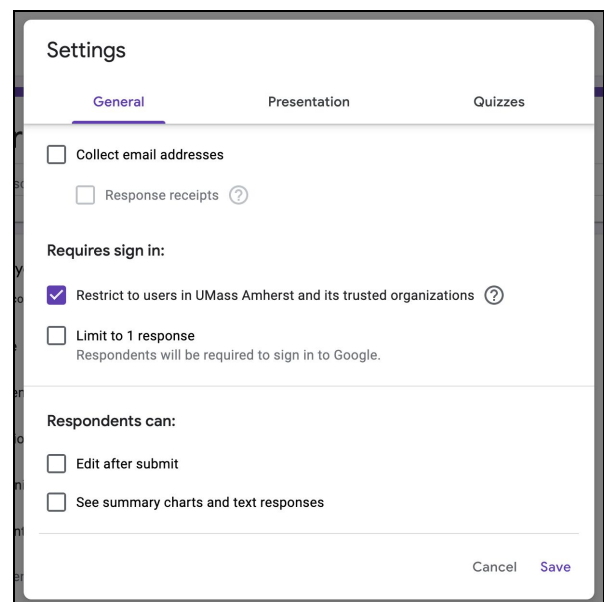 Settings
General Presentation Quizzes
Collect email addresses
Response receipts ?
Requires sign in:
Restrict to users in UMass Amherst and its trusted organizations ?
Limit to 1 response
Respondents will be required to sign in to Google.
Respondents can:
Edit after submit
See summary charts and text responses
Cancel Save